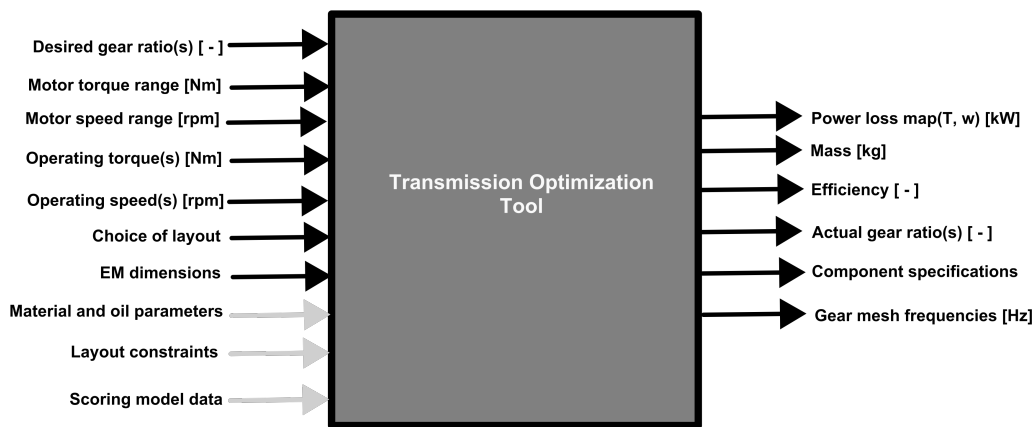 Desired gear ratio(s) [ - ]
Motor torque range [Nm]
Motor speed range [rpm]
Operating torque(s) [Nm]
Operating speed(s) [rpm]
Choice of layout
EM dimensions
Material and oil parameters
Layout constraints
Scoring model data
Transmission Optimization
Tool
Power loss map(T, w) [kW]
Mass [kg]
Efficiency [ - ]
Actual gear ratio(s) [ - ]
Component specifications
Gear mesh frequencies [Hz]